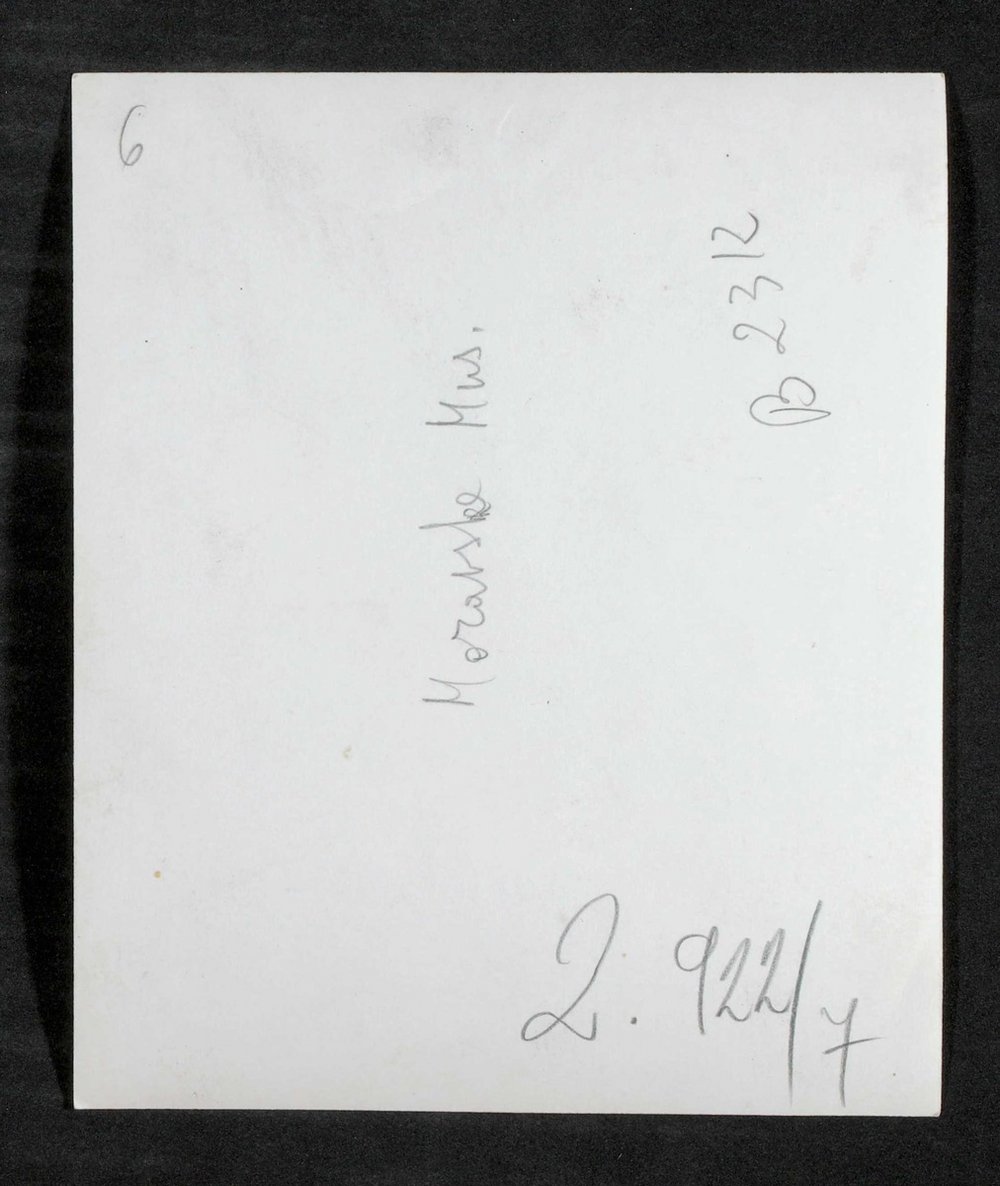 6
Moravske Mus.
B 2312
2. 922/7